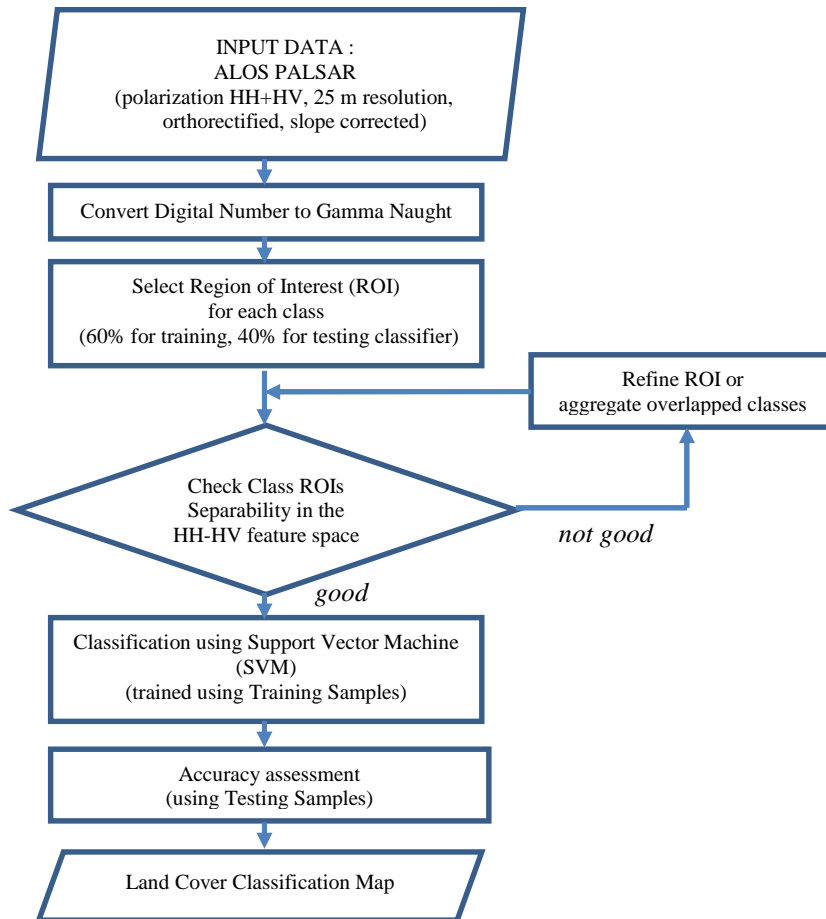 INPUT DATA :
ALOS PALSAR
(polarization HH+HV, 25 m resolution,
orthorectified, slope corrected)
Convert Digital Number to Gamma Naught
Select Region of Interest (ROI)
for each class
(60% for training, 40% for testing classifier)
Refine ROI or
aggregate overlapped classes
Check Class ROIs
Separability in the
HH-HV feature space
not good
good
Classification using Support Vector Machine
(SVM)
(trained using Training Samples)
Accuracy assessment
(using Testing Samples)
Land Cover Classification Map